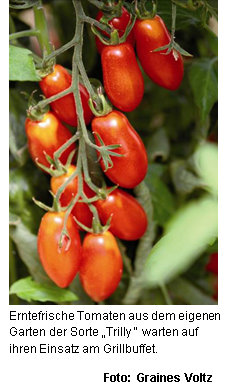 Erntefrische Tomaten aus dem eigenen
Garten der Sorte „Trilly“ warten auf
ihren Einsatz am Grillbuffet.
Foto: Graines Voltz